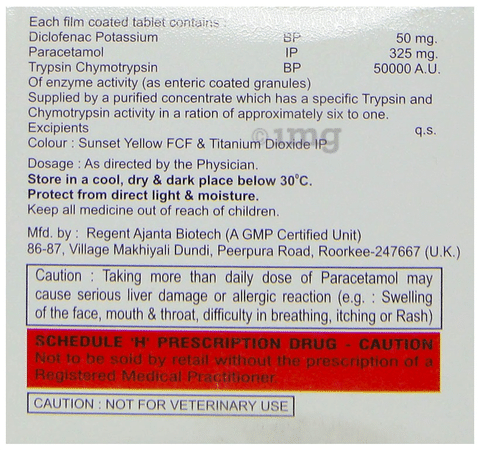 Each film coated tablet contains :
Diclofenac Potassium BP 50 mg.
Paracetamol IP 325 mg.
Trypsin Chymotrypsin BP 50000 A.U.
Of enzyme activity (as enteric coated granules)
Supplied by a purified concentrate which has a specific Trypsin and
Chymotrypsin activity in a ration of approximately six to one.
Excipients q.s.
1mg
Colour : Sunset Yellow FCF & Titanium Dioxide IP
Dosage : As directed by the Physician.
Store in a cool, dry & dark place below 30°C.
Protect from direct light & moisture.
Keep all medicine out of reach of children.
Mfd. by : Regent Ajanta Biotech (A GMP Certified Unit)
86-87, Village Makhiyali Dundi, Peerpura Road, Roorkee-247667 (U.K.)
Caution : Taking more than daily dose of Paracetamol may
cause serious liver damage or allergic reaction (e.g. : Swelling
of the face, mouth & throat, difficulty in breathing, itching or Rash)
SCHEDULE 'H' PRESCRIPTION DRUG - CAUTION
Not to be sold by retail without the prescription of a
Registered Medical Practitioner.
CAUTION : NOT FOR VETERINARY USE